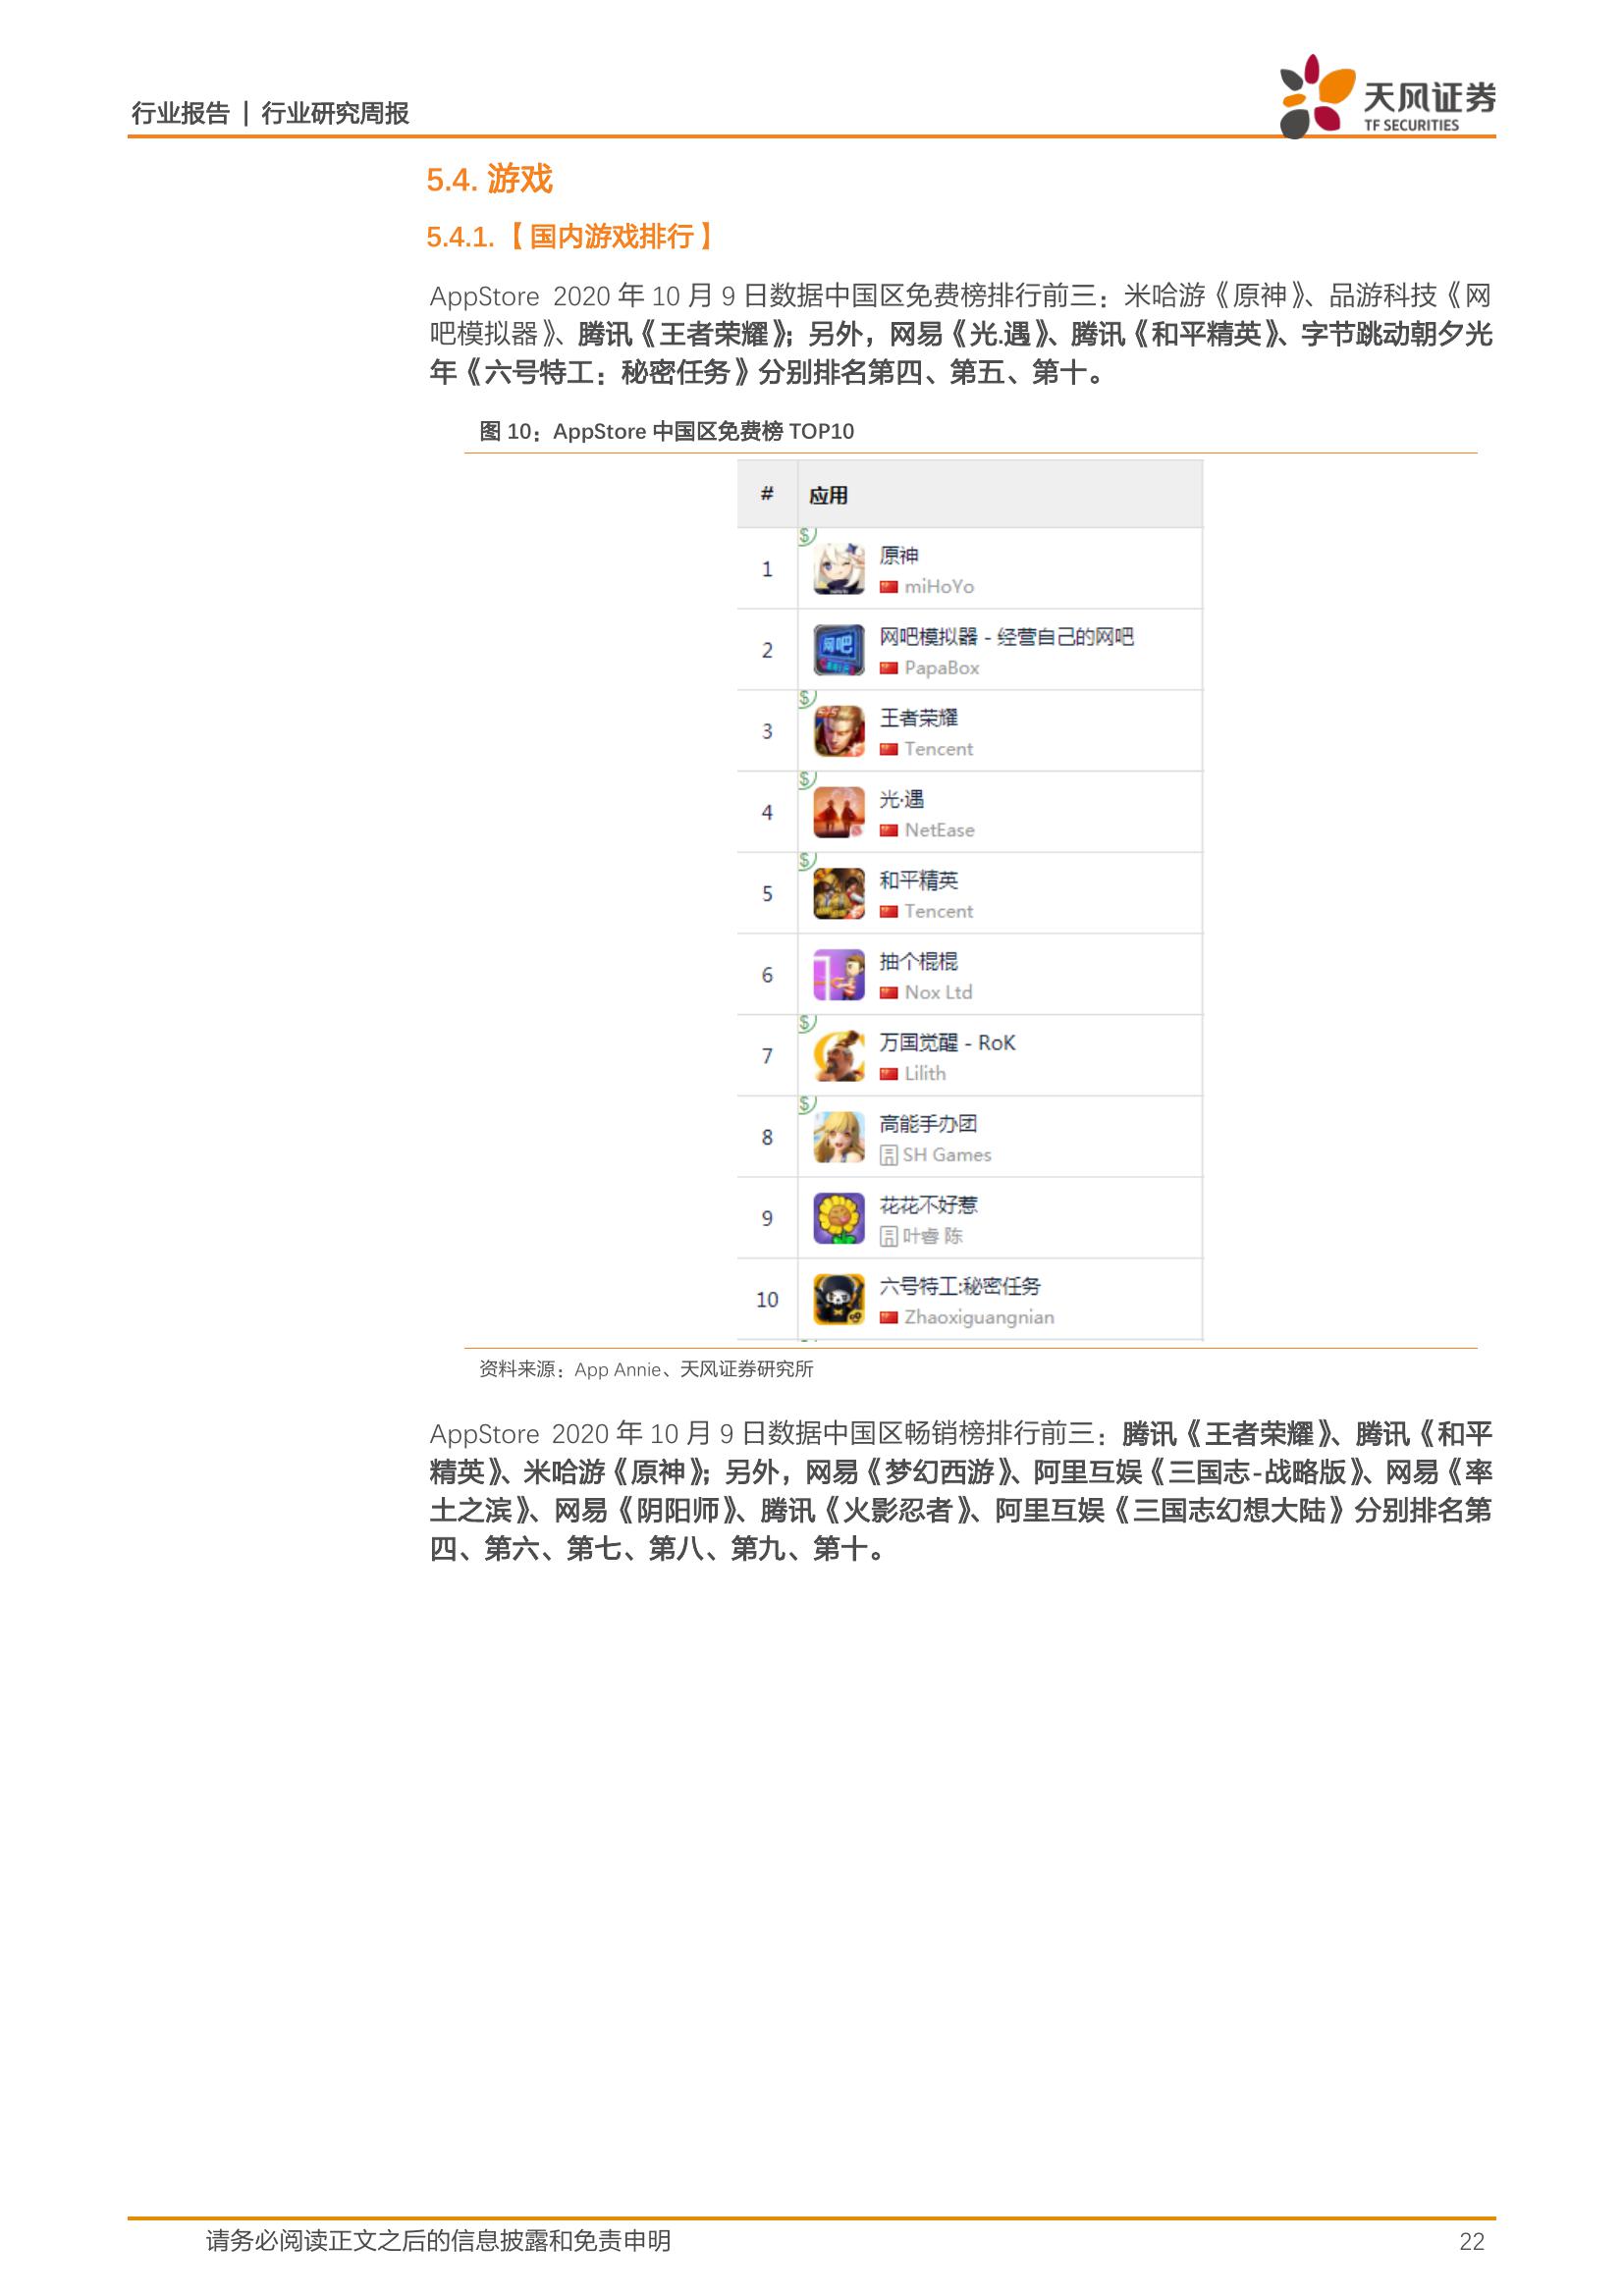 行业报告 | 行业研究周报
天风证券
TF SECURITIES
5.4. 游戏
5.4.1.【国内游戏排行】
AppStore 2020 年 10 月 9 日数据中国区免费榜排行前三：米哈游《原神》、品游科技《网
吧模拟器》、腾讯《王者荣耀》；另外，网易《光.遇》、腾讯《和平精英》、字节跳动朝夕光
年《六号特工：秘密任务》分别排名第四、第五、第十。
图 10：AppStore 中国区免费榜 TOP10
# 应用
1 原神
miHoYo
网吧
2 网吧模拟器 - 经营自己的网吧
PapaBox
3 王者荣耀
Tencent
4 光·遇
NetEase
5 和平精英
Tencent
6 抽个棍棍
Nox Ltd
7 万国觉醒 - RoK
Lilith
8 高能手办团
SH Games
9 花花不好惹
叶睿 陈
10 六号特工:秘密任务
Zhaoxiguangnian
资料来源：App Annie、天风证券研究所
AppStore 2020 年 10 月 9 日数据中国区畅销榜排行前三：腾讯《王者荣耀》、腾讯《和平
精英》、米哈游《原神》；另外，网易《梦幻西游》、阿里互娱《三国志-战略版》、网易《率
土之滨》、网易《阴阳师》、腾讯《火影忍者》、阿里互娱《三国志幻想大陆》分别排名第
四、第六、第七、第八、第九、第十。
请务必阅读正文之后的信息披露和免责申明
22